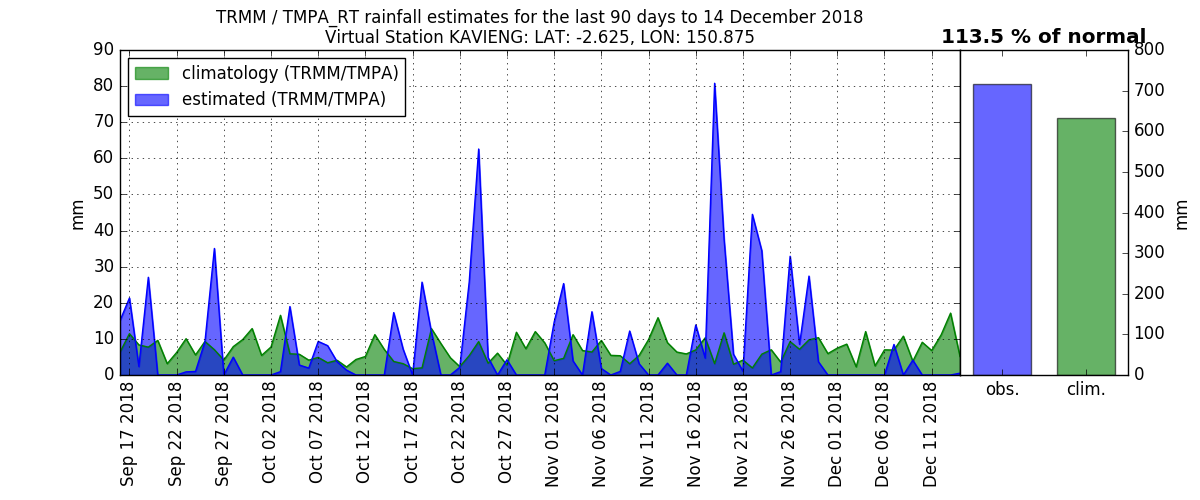 TRMM / TMPA_RT rainfall estimates for the last 90 days to 14 December 2018
Virtual Station KAVIENG: LAT: -2.625, LON: 150.875
113.5 % of normal
climatology (TRMM/TMPA)
estimated (TRMM/TMPA)
90
80
70
60
50
40
30
20
10
0
mm
800
700
600
500
400
300
200
100
0
mm
Sep 17 2018
Sep 22 2018
Sep 27 2018
Oct 02 2018
Oct 07 2018
Oct 12 2018
Oct 17 2018
Oct 22 2018
Oct 27 2018
Nov 01 2018
Nov 06 2018
Nov 11 2018
Nov 16 2018
Nov 21 2018
Nov 26 2018
Dec 01 2018
Dec 06 2018
Dec 11 2018
obs.
clim.